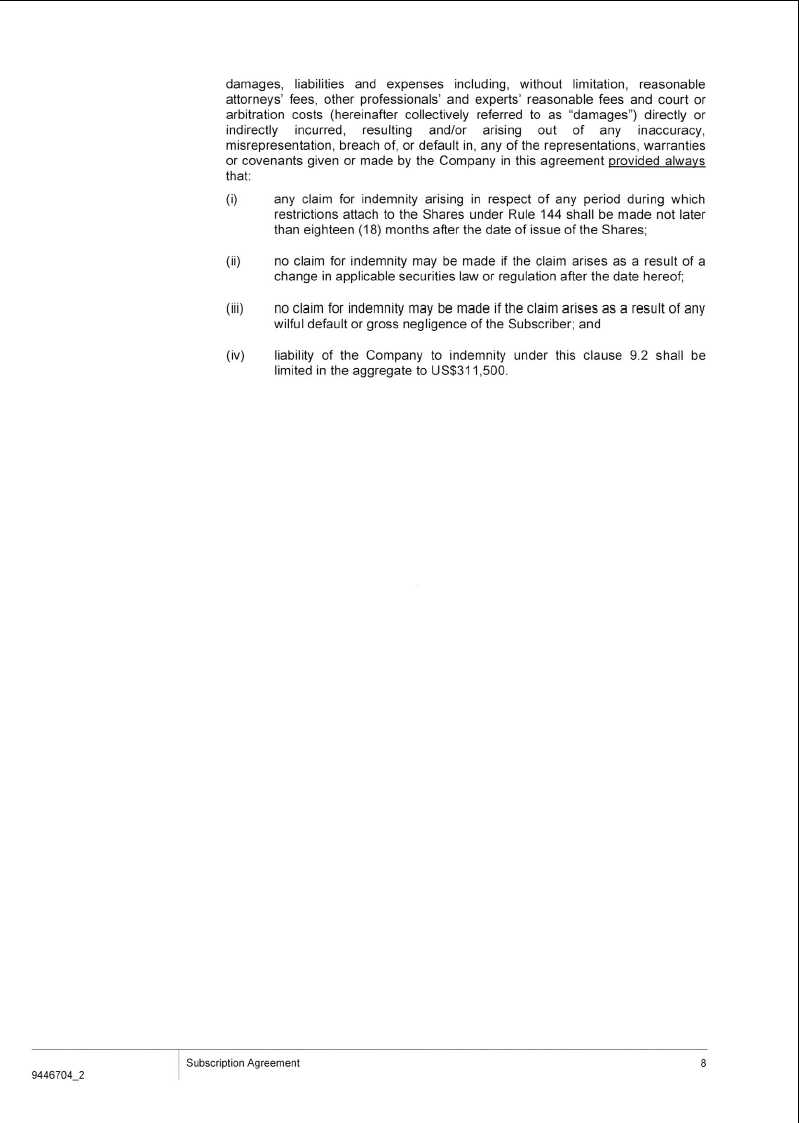 damages, liabilities and expenses including, without limitation, reasonable
attorneys' fees, other professionals' and experts' reasonable fees and court or
arbitration costs (hereinafter collectively referred to as “damages”) directly or
indirectly incurred, resulting and/or arising out of any inaccuracy,
misrepresentation, breach of, or default in, any of the representations, warranties
or covenants given or made by the Company in this agreement provided always
that:
(i) any claim for indemnity arising in respect of any period during which
restrictions attach to the Shares under Rule 144 shall be made not later
than eighteen (18) months after the date of issue of the Shares;
(ii) no claim for indemnity may be made if the claim arises as a result of a
change in applicable securities law or regulation after the date hereof;
(iii) no claim for indemnity may be made if the claim arises as a result of any
wilful default or gross negligence of the Subscriber; and
(iv) liability of the Company to indemnity under this clause 9.2 shall be
limited in the aggregate to US$311,500.
Subscription Agreement 8
9446704_2